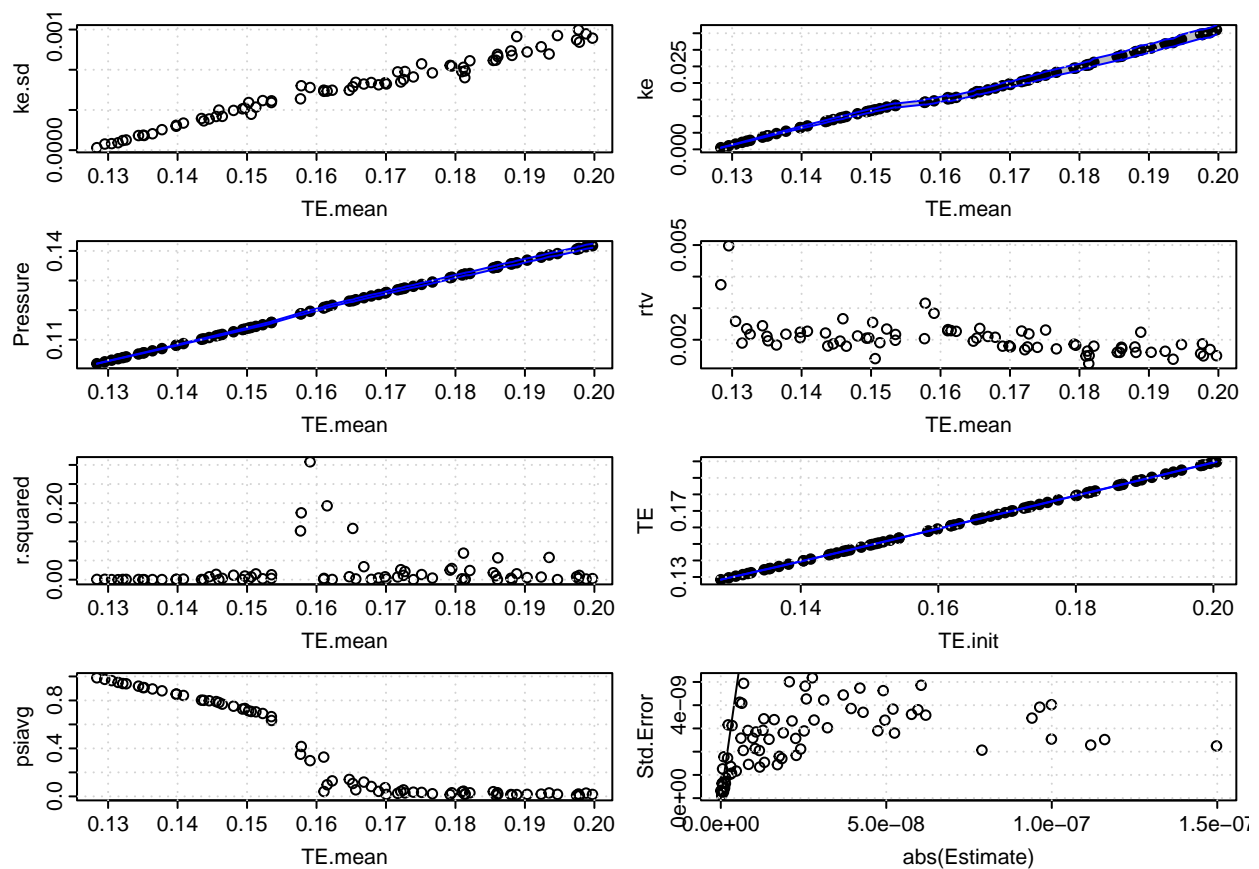 ke.sd
0.001
0.000
0.13 0.14 0.15 0.16 0.17 0.18 0.19 0.20
TE.mean
ke
0.025
0.000
0.13 0.14 0.15 0.16 0.17 0.18 0.19 0.20
TE.mean
Pressure
0.14
0.11
0.13 0.14 0.15 0.16 0.17 0.18 0.19 0.20
TE.mean
rtv
0.005
0.002
0.13 0.14 0.15 0.16 0.17 0.18 0.19 0.20
TE.mean
r.squared
0.20
0.00
0.13 0.14 0.15 0.16 0.17 0.18 0.19 0.20
TE.mean
TE
0.17
0.13
0.14 0.16 0.18 0.20
TE.init
psiavg
0.8
0.4
0.0
0.13 0.14 0.15 0.16 0.17 0.18 0.19 0.20
TE.mean
Std.Error
4e−09
0e+00
0.0e+00 5.0e−08 1.0e−07 1.5e−07
abs(Estimate)